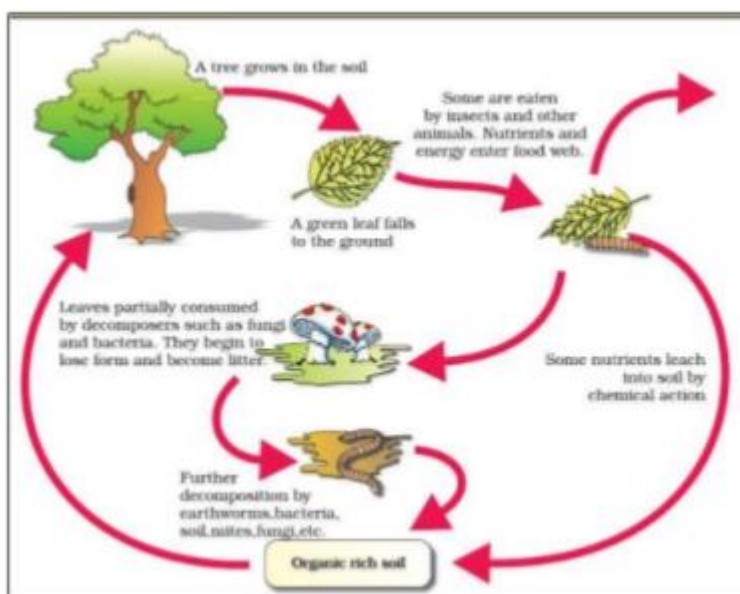 A tree grows in the soil
Some are eaten
by insects and other
animals. Nutrients and
energy enter food web.
A green leaf falls
to the ground
Leaves partially consumed
by decomposers such as fungi
and bacteria. They begin to
lose form and become litter.
Some nutrients leach
into soil by
chemical action
Further
decomposition by
earthworms,bacteria,
soil,mites,fungi,etc.
Organic rich soil